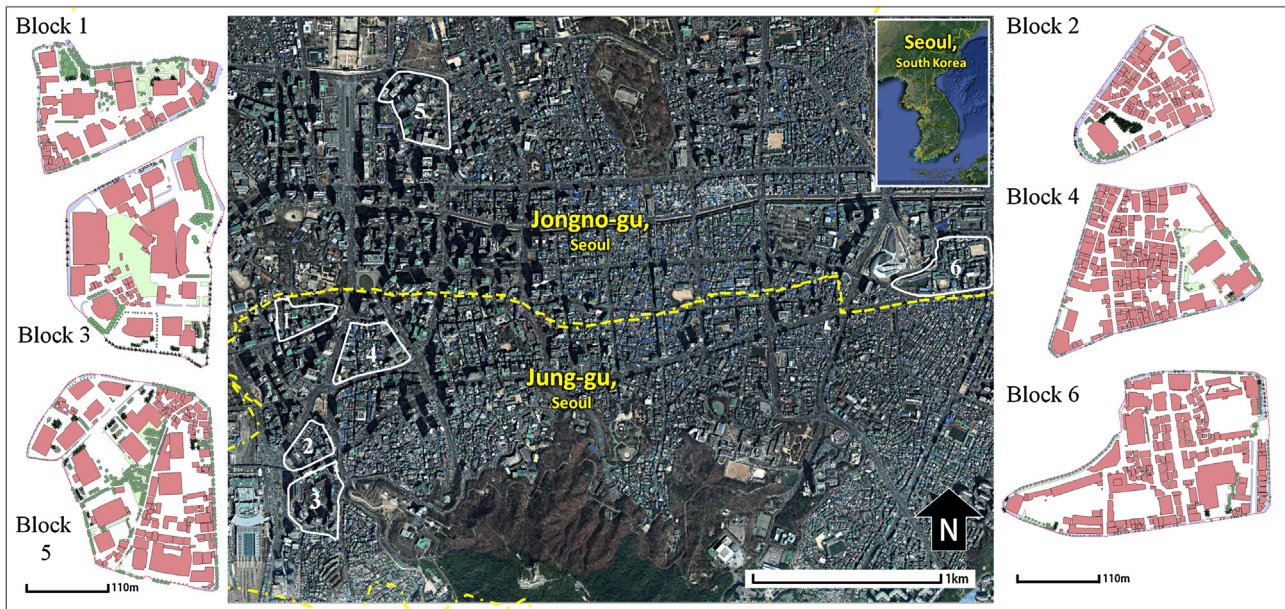 Block 1
Block 3
Block
5
110m
5
Jongno-gu,
Seoul
4
Jung-gu,
Seoul
2
3
6
Seoul,
South Korea
N
1km
Block 2
Block 4
Block 6
110m